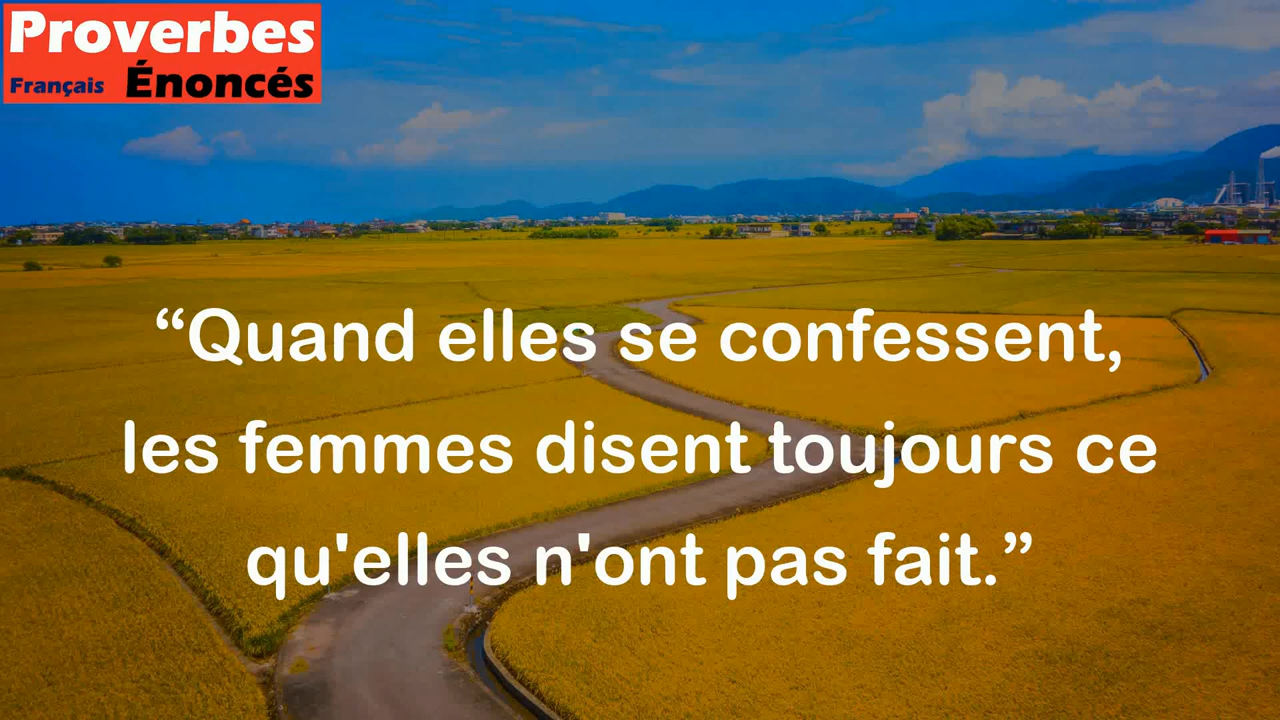 Proverbes
Français Énoncés
“Quand elles se confessent,
les femmes disent toujours ce
qu'elles n'ont pas fait.”